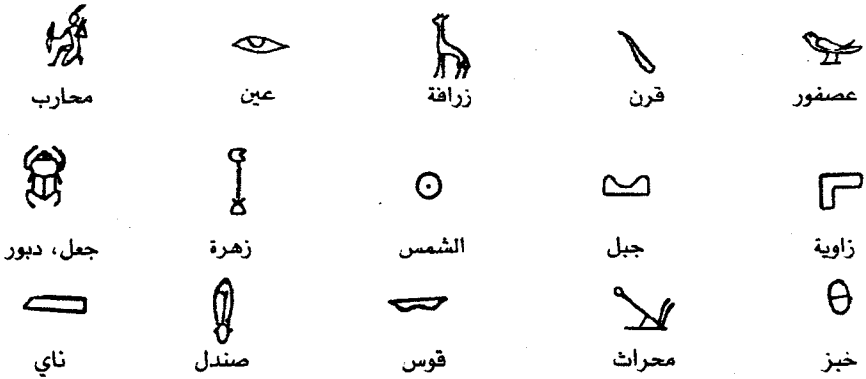 عصفور قرن زرافة عين محارب
زاوية جبل الشمس زهرة جعل، دبور
خبز محراث قوس صندل ناي